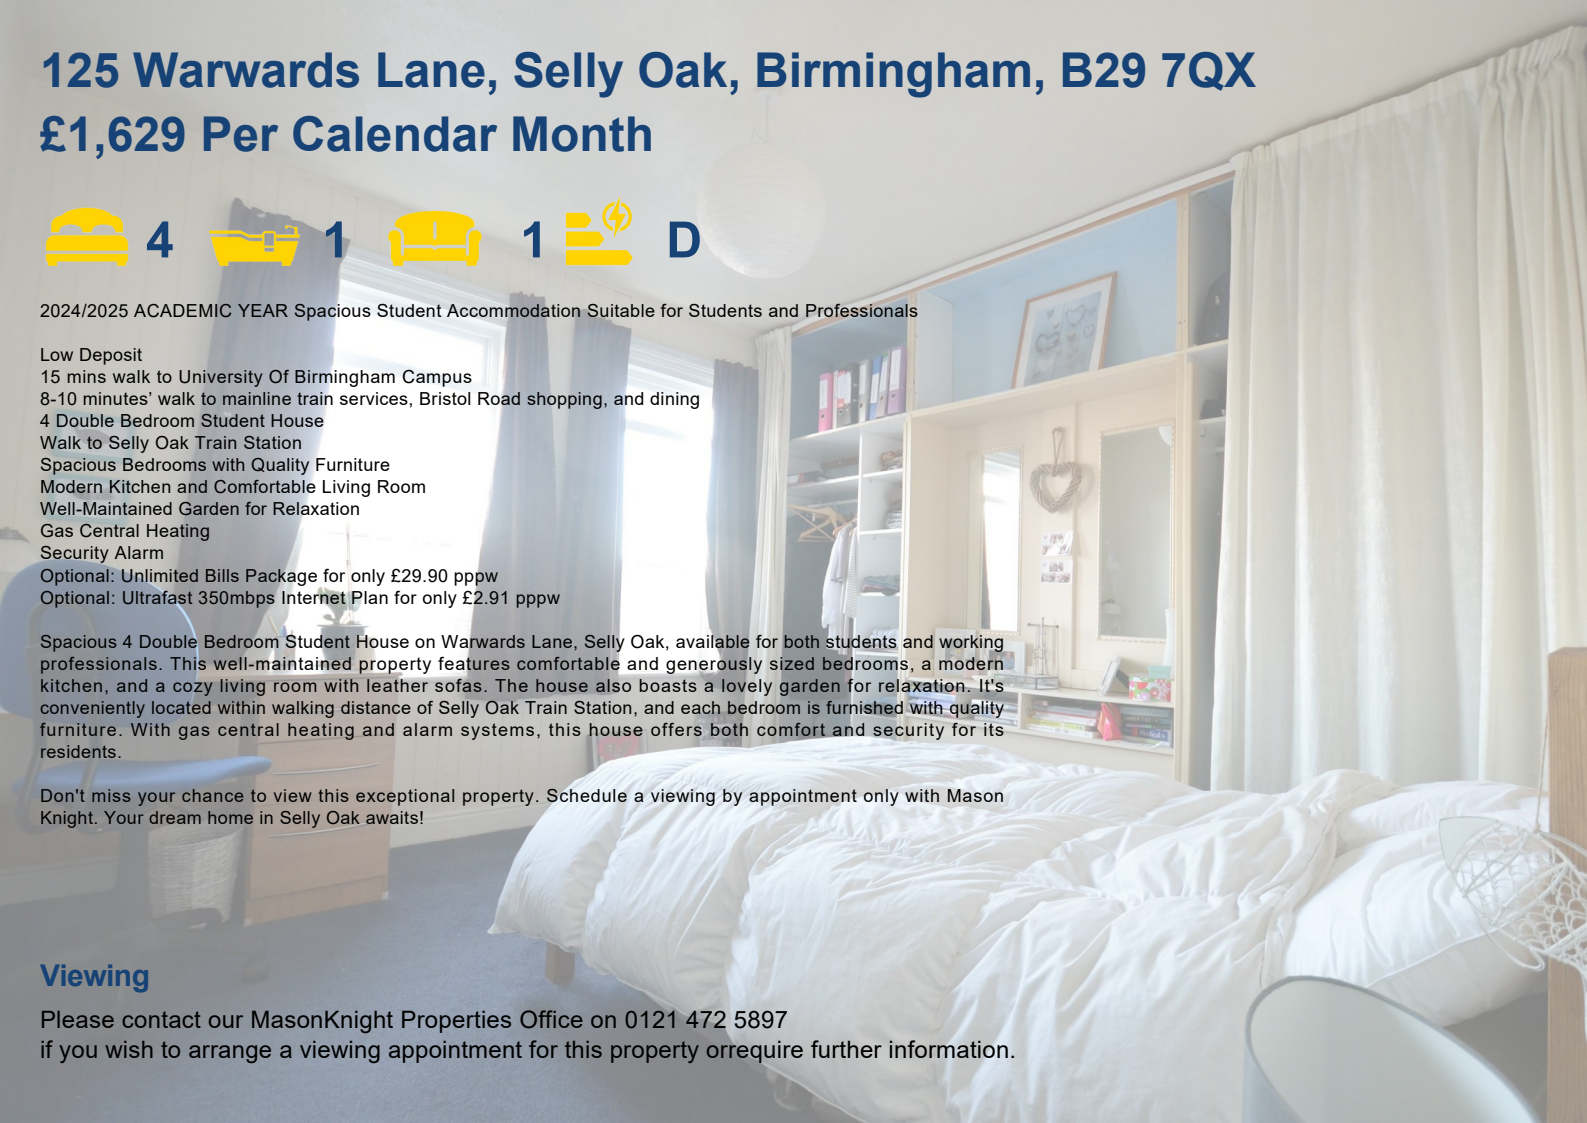 125 Warwards Lane, Selly Oak, Birmingham, B29 7QX
£1,629 Per Calendar Month
4 1 1 D
2024/2025 ACADEMIC YEAR Spacious Student Accommodation Suitable for Students and Professionals
Low Deposit
15 mins walk to University Of Birmingham Campus
8-10 minutes’ walk to mainline train services, Bristol Road shopping, and dining
4 Double Bedroom Student House
Walk to Selly Oak Train Station
Spacious Bedrooms with Quality Furniture
Modern Kitchen and Comfortable Living Room
Well-Maintained Garden for Relaxation
Gas Central Heating
Security Alarm
Optional: Unlimited Bills Package for only £29.90 pppw
Optional: Ultrafast 350mbps Internet Plan for only £2.91 pppw
Spacious 4 Double Bedroom Student House on Warwards Lane, Selly Oak, available for both students and working
professionals. This well-maintained property features comfortable and generously sized bedrooms, a modern
kitchen, and a cozy living room with leather sofas. The house also boasts a lovely garden for relaxation. It's
conveniently located within walking distance of Selly Oak Train Station, and each bedroom is furnished with quality
furniture. With gas central heating and alarm systems, this house offers both comfort and security for its
residents.
Don't miss your chance to view this exceptional property. Schedule a viewing by appointment only with Mason
Knight. Your dream home in Selly Oak awaits!
Viewing
Please contact our MasonKnight Properties Office on 0121 472 5897
if you wish to arrange a viewing appointment for this property orrequire further information.